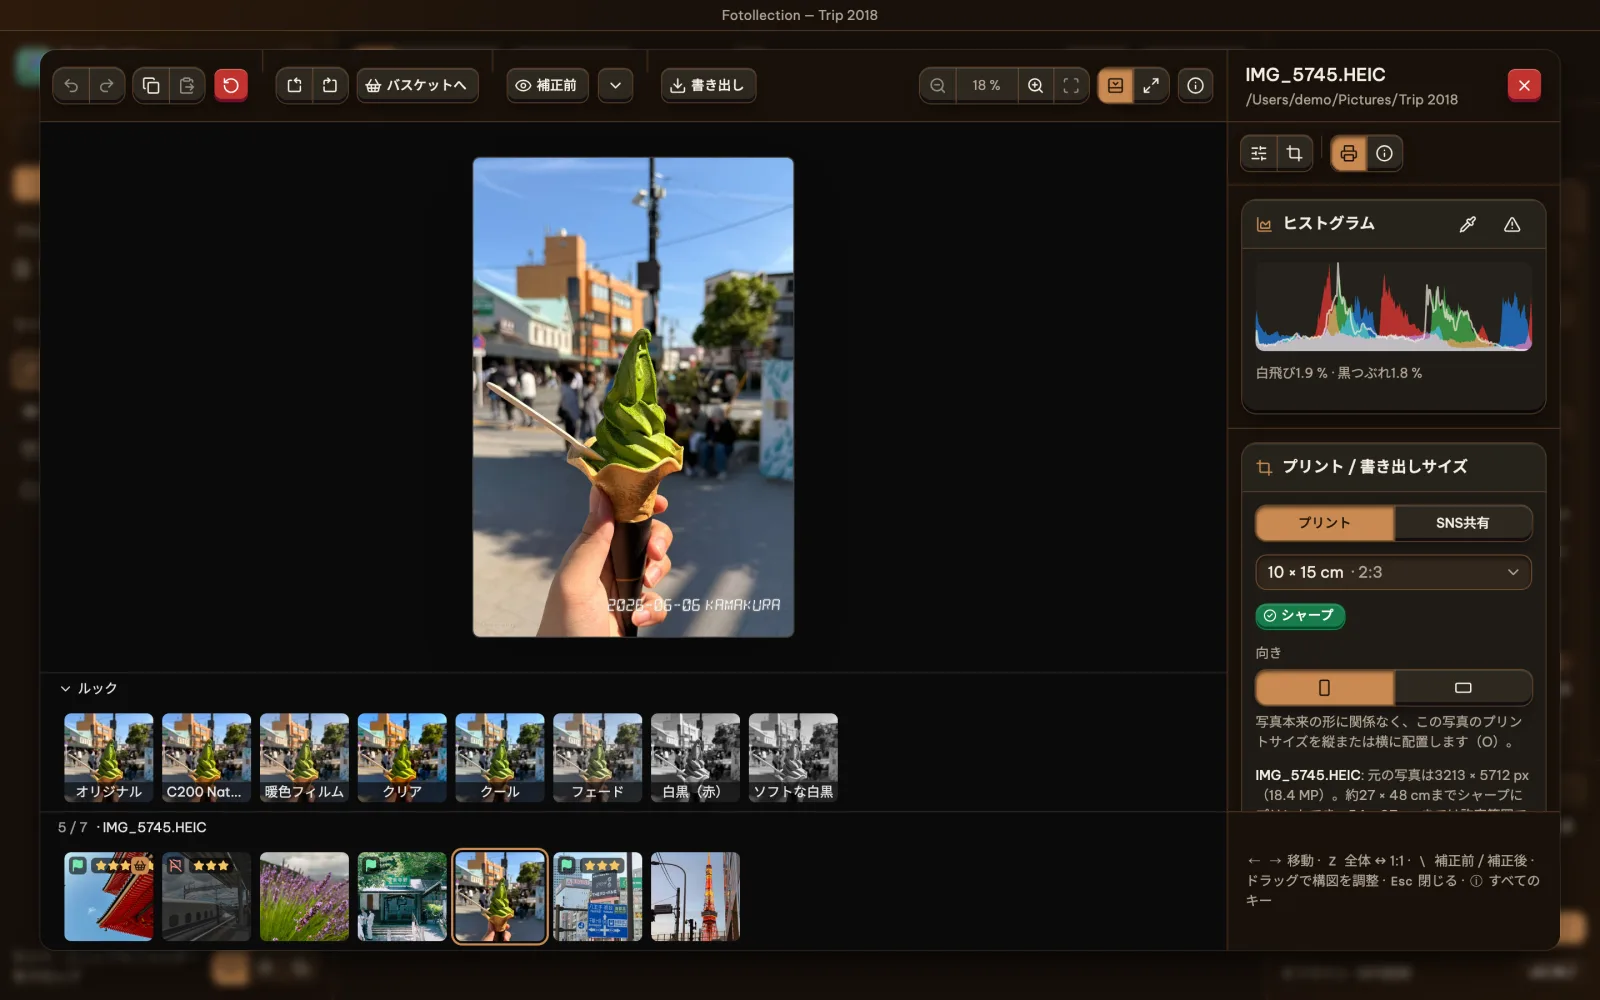 Fotollection — Trip 2018
バスケットへ
補正前
書き出し
18 %
IMG_5745.HEIC
/Users/demo/Pictures/Trip 2018
ヒストグラム
白飛び1.9 % · 黒つぶれ1.8 %
プリント / 書き出しサイズ
プリント
SNS共有
10 × 15 cm · 2:3
シャープ
向き
写真本来の形に関係なく、この写真のプリン
トサイズを縦または横に配置します（O）。
IMG_5745.HEIC: 元の写真は3213 × 5712 px
（18.4 MP）。約27 × 48 cmまでシャープに
2026-06-06 KAMAKURA
ルック
オリジナル
C200 Nat...
暖色フィルム
クリア
クール
フェード
白黒（赤）
ソフトな白黒
5 / 7 · IMG_5745.HEIC
← → 移動 · Z 全体 ↔ 1:1 · \ 補正前 / 補正後 ·
ドラッグで構図を調整 · Esc 閉じる · ⓘ すべての
キー